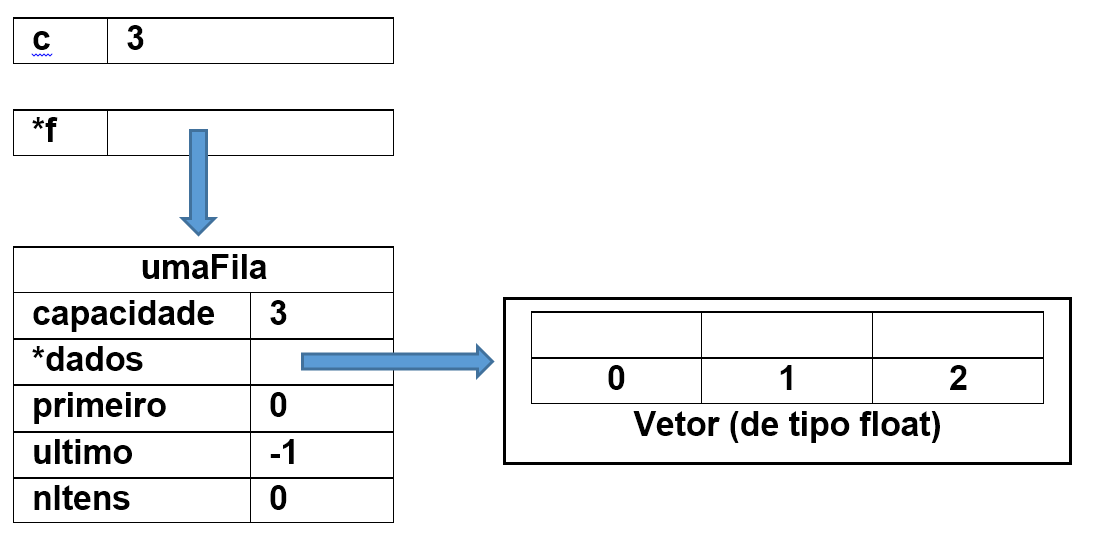 c 3
*f
umaFila
capacidade 3
*dados
primeiro 0
ultimo -1
nItens 0
0 1 2
Vetor (de tipo float)